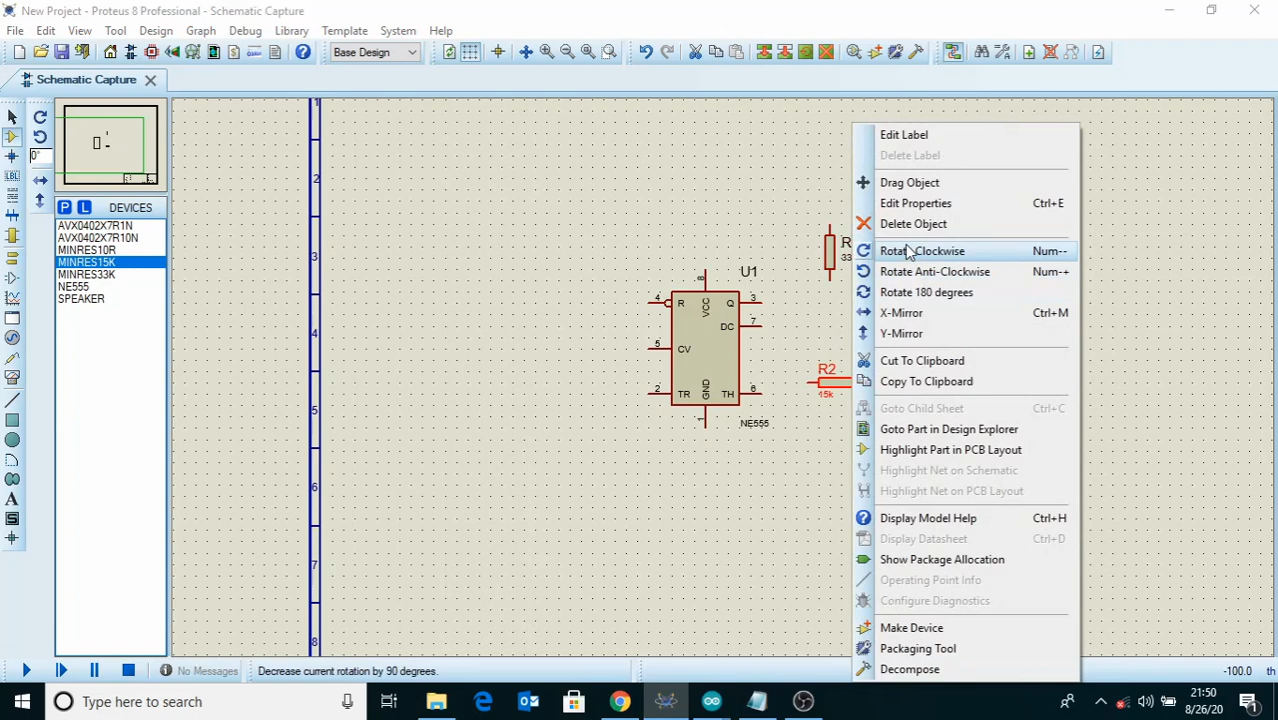 New Project - Proteus 8 Professional - Schematic Capture
File Edit View Tool Design Graph Debug Library Template System Help
Base Design
Schematic Capture
0°
P L DEVICES
AVX0402X7R1N
AVX0402X7R10N
MINRES10R
MINRES15K
MINRES33K
NE555
SPEAKER
LBL
A
S
1
2
3
4
5
6
7
8
U1
8
4 R VCC Q 3
DC 7
5 CV
2 TR GND TH 6
1
NE555
R
33
R2
15k
Edit Label
Delete Label
Drag Object
Edit Properties Ctrl+E
Delete Object
Rotate Clockwise Num--
Rotate Anti-Clockwise Num-+
Rotate 180 degrees
X-Mirror Ctrl+M
Y-Mirror
Cut To Clipboard
Copy To Clipboard
Goto Child Sheet Ctrl+C
Goto Part in Design Explorer
Highlight Part in PCB Layout
Highlight Net on Schematic
Highlight Net on PCB Layout
Display Model Help Ctrl+H
Display Datasheet Ctrl+D
Show Package Allocation
Operating Point Info
Configure Diagnostics
Make Device
Packaging Tool
Decompose
No Messages Decrease current rotation by 90 degrees. -100.0 th
Type here to search
21:50
8/26/20
1